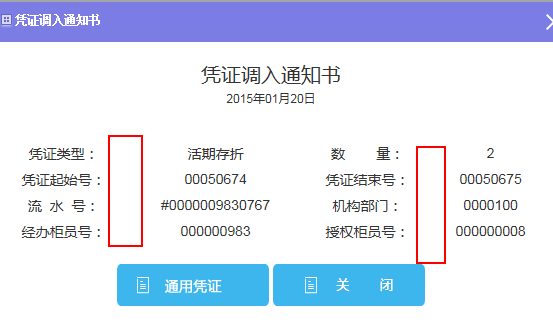 凭证调入通知书
凭证调入通知书
2015年01月20日
凭证类型： 活期存折 数 量： 2
凭证起始号： 00050674 凭证结束号： 00050675
流 水 号： #0000009830767 机构部门： 0000100
经办柜员号： 000000983 授权柜员号： 000000008
通用凭证 关 闭